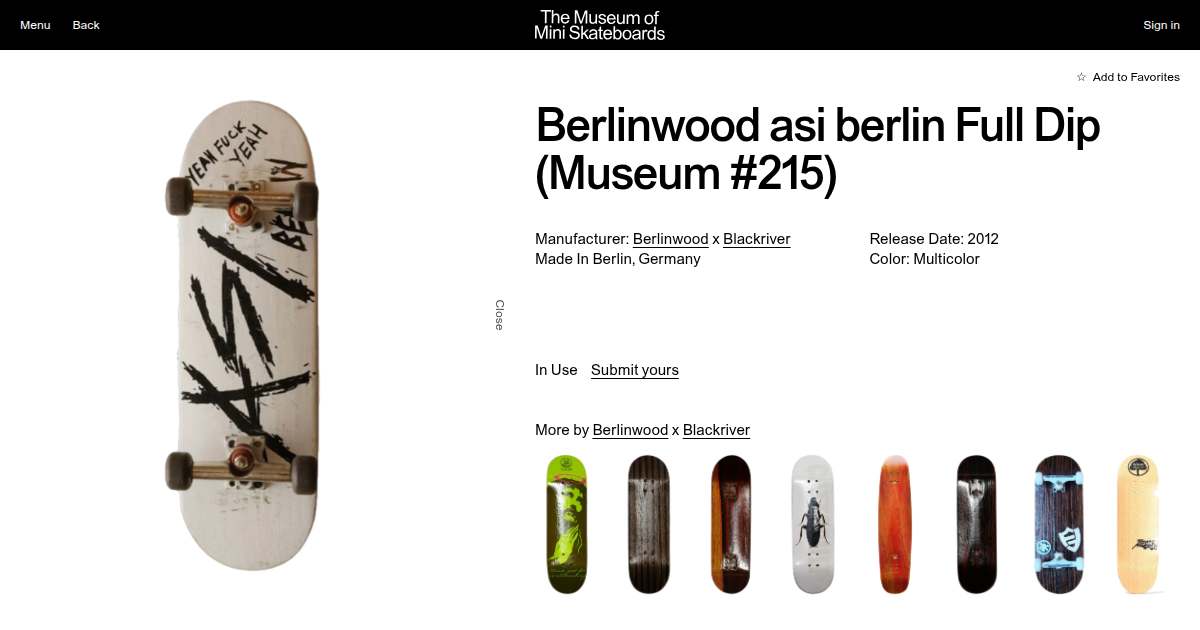 Menu
Back
The Museum of
Mini Skateboards
Sign in
☆ Add to Favorites
YEAH FUCK
YEAH
ASI
BE
Berlinwood asi berlin Full Dip
(Museum #215)
Manufacturer: Berlinwood x Blackriver
Made In Berlin, Germany
Release Date: 2012
Color: Multicolor
Close
In Use
Submit yours
More by Berlinwood x Blackriver